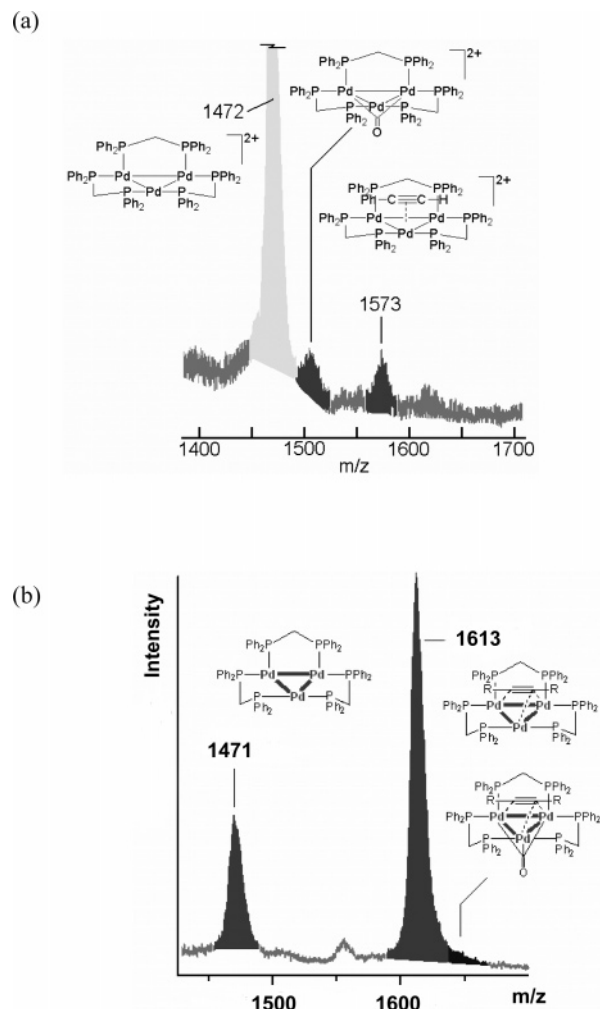 (a)
2+
Ph2P PPh2
Ph2P Pd Pd PPh2
P Pd P
Ph2 Ph2
O
1472
2+
Ph2P PPh2
Ph2P Pd Pd PPh2
P Pd P
Ph2 Ph2
2+
Ph2P PPh2
Ph C≡C H
Ph2P Pd Pd PPh2
P Pd P
Ph2 Ph2
1573
1400 1500 1600 1700
m/z
(b)
Intensity
1613
Ph2P PPh2
Ph2P Pd Pd PPh2
P Pd P
Ph2 Ph2
1471
Ph2P PPh2
R R
Ph2P Pd Pd PPh2
P Pd P
Ph2 Ph2
Ph2P PPh2
R R
Ph2P Pd Pd PPh2
P Pd P
Ph2 Ph2
O
1500 1600 m/z